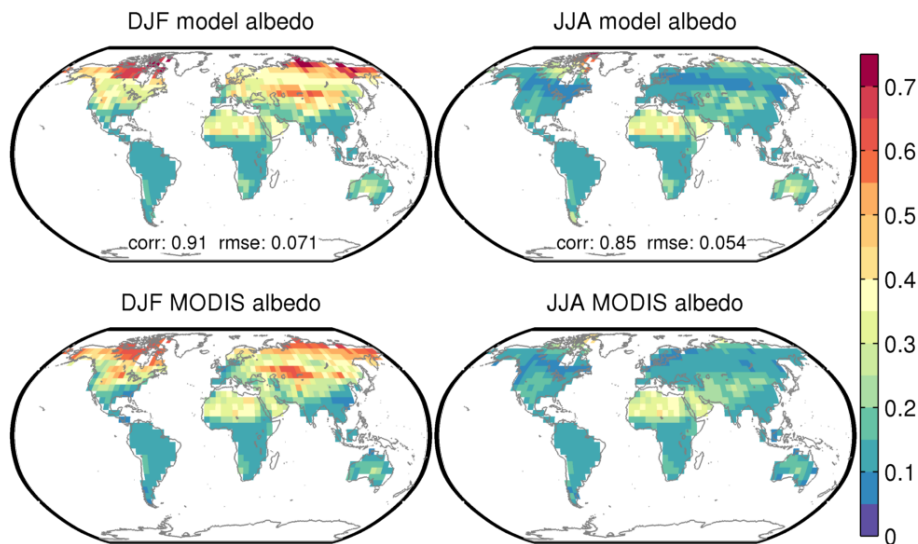 DJF model albedo
JJA model albedo
corr: 0.91 rmse: 0.071
corr: 0.85 rmse: 0.054
DJF MODIS albedo
JJA MODIS albedo
0.7
0.6
0.5
0.4
0.3
0.2
0.1
0